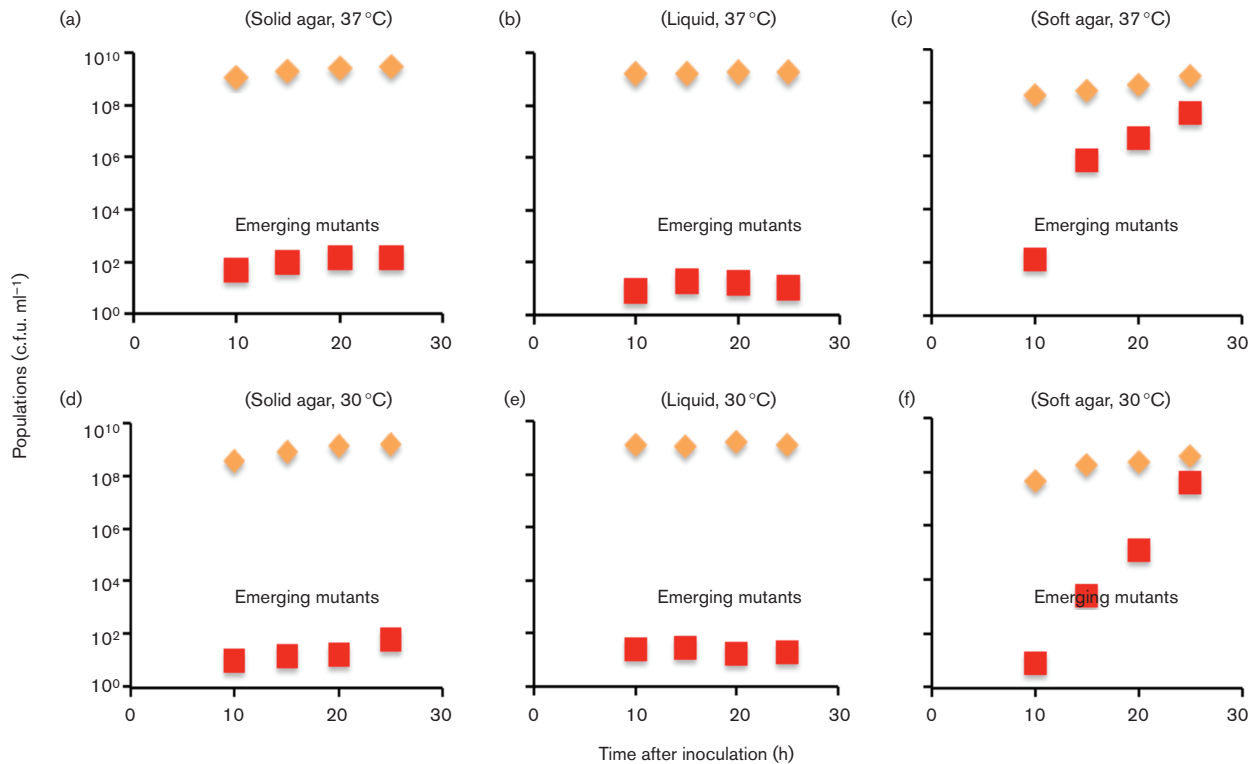 (a) (Solid agar, 37 °C)
10¹⁰
10⁸
10⁶
10⁴
10²
10⁰
Emerging mutants
0 10 20 30
(b) (Liquid, 37 °C)
Emerging mutants
0 10 20 30
(c) (Soft agar, 37 °C)
Emerging mutants
0 10 20 30
Populations (c.f.u. ml⁻¹)
(d) (Solid agar, 30 °C)
10¹⁰
10⁸
10⁶
10⁴
10²
10⁰
Emerging mutants
0 10 20 30
(e) (Liquid, 30 °C)
Emerging mutants
0 10 20 30
(f) (Soft agar, 30 °C)
Emerging mutants
0 10 20 30
Time after inoculation (h)